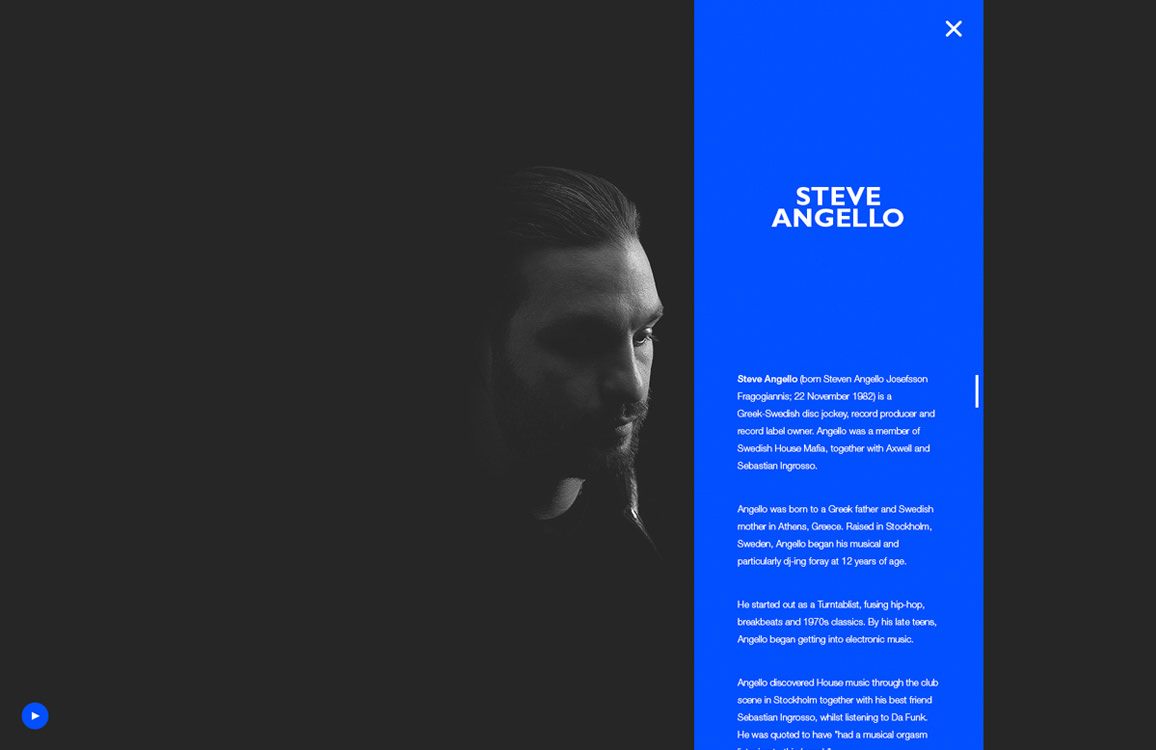 STEVE
ANGELLO
Steve Angello (born Steven Angello Josefsson
Fragogiannis; 22 November 1982) is a
Greek-Swedish disc jockey, record producer and
record label owner. Angello was a member of
Swedish House Mafia, together with Axwell and
Sebastian Ingrosso.
Angello was born to a Greek father and Swedish
mother in Athens, Greece. Raised in Stockholm,
Sweden, Angello began his musical and
particularly dj-ing foray at 12 years of age.
He started out as a Turntablist, fusing hip-hop,
breakbeats and 1970s classics. By his late teens,
Angello began getting into electronic music.
Angello discovered House music through the club
scene in Stockholm together with his best friend
Sebastian Ingrosso, whilst listening to Da Funk.
He was quoted to have "had a musical orgasm